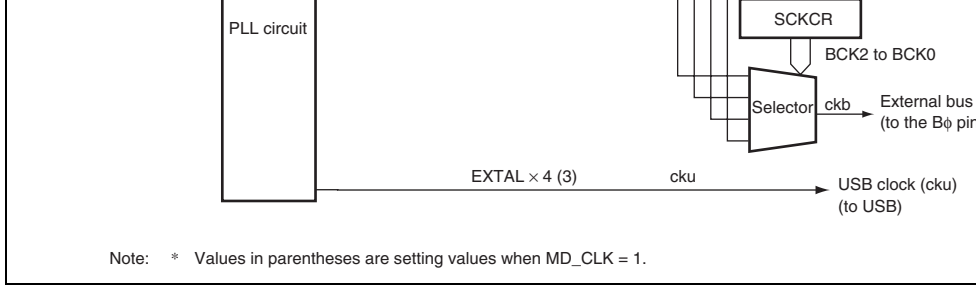 PLL circuit
SCKCR
BCK2 to BCK0
Selector
ckb
External bus
(to the Bϕ pin
EXTAL × 4 (3)
cku
USB clock (cku)
(to USB)
Note: * Values in parentheses are setting values when MD_CLK = 1.